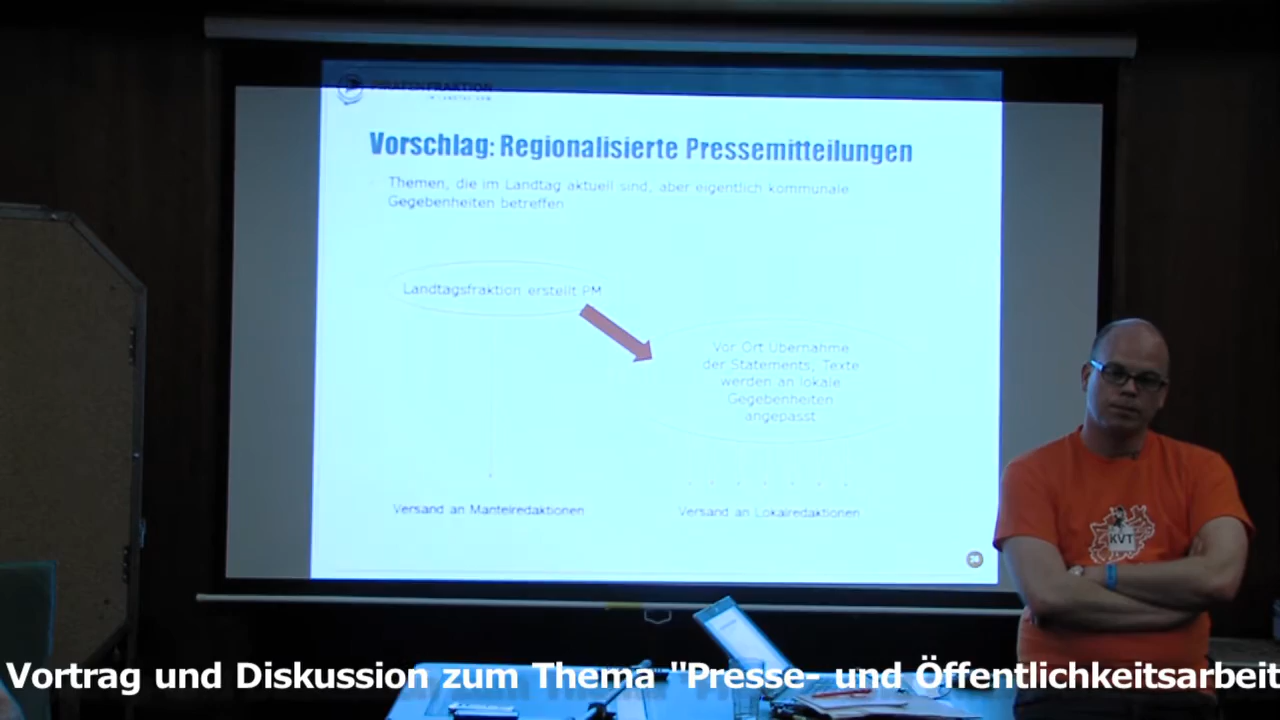 PIRATENFRAKTION
Vorschlag: Regionalisierte Pressemitteilungen
Themen, die im Landtag aktuell sind, aber eigentlich kommunale
Gegebenheiten betreffen
Landtagsfraktion erstellt PM
Vor Ort Übernahme
der Statements, Texte
werden an lokale
Gegebenheiten
angepasst
Versand an Mantelredaktionen
Versand an Lokalredaktionen
KVT
Vortrag und Diskussion zum Thema "Presse- und Öffentlichkeitsarbeit